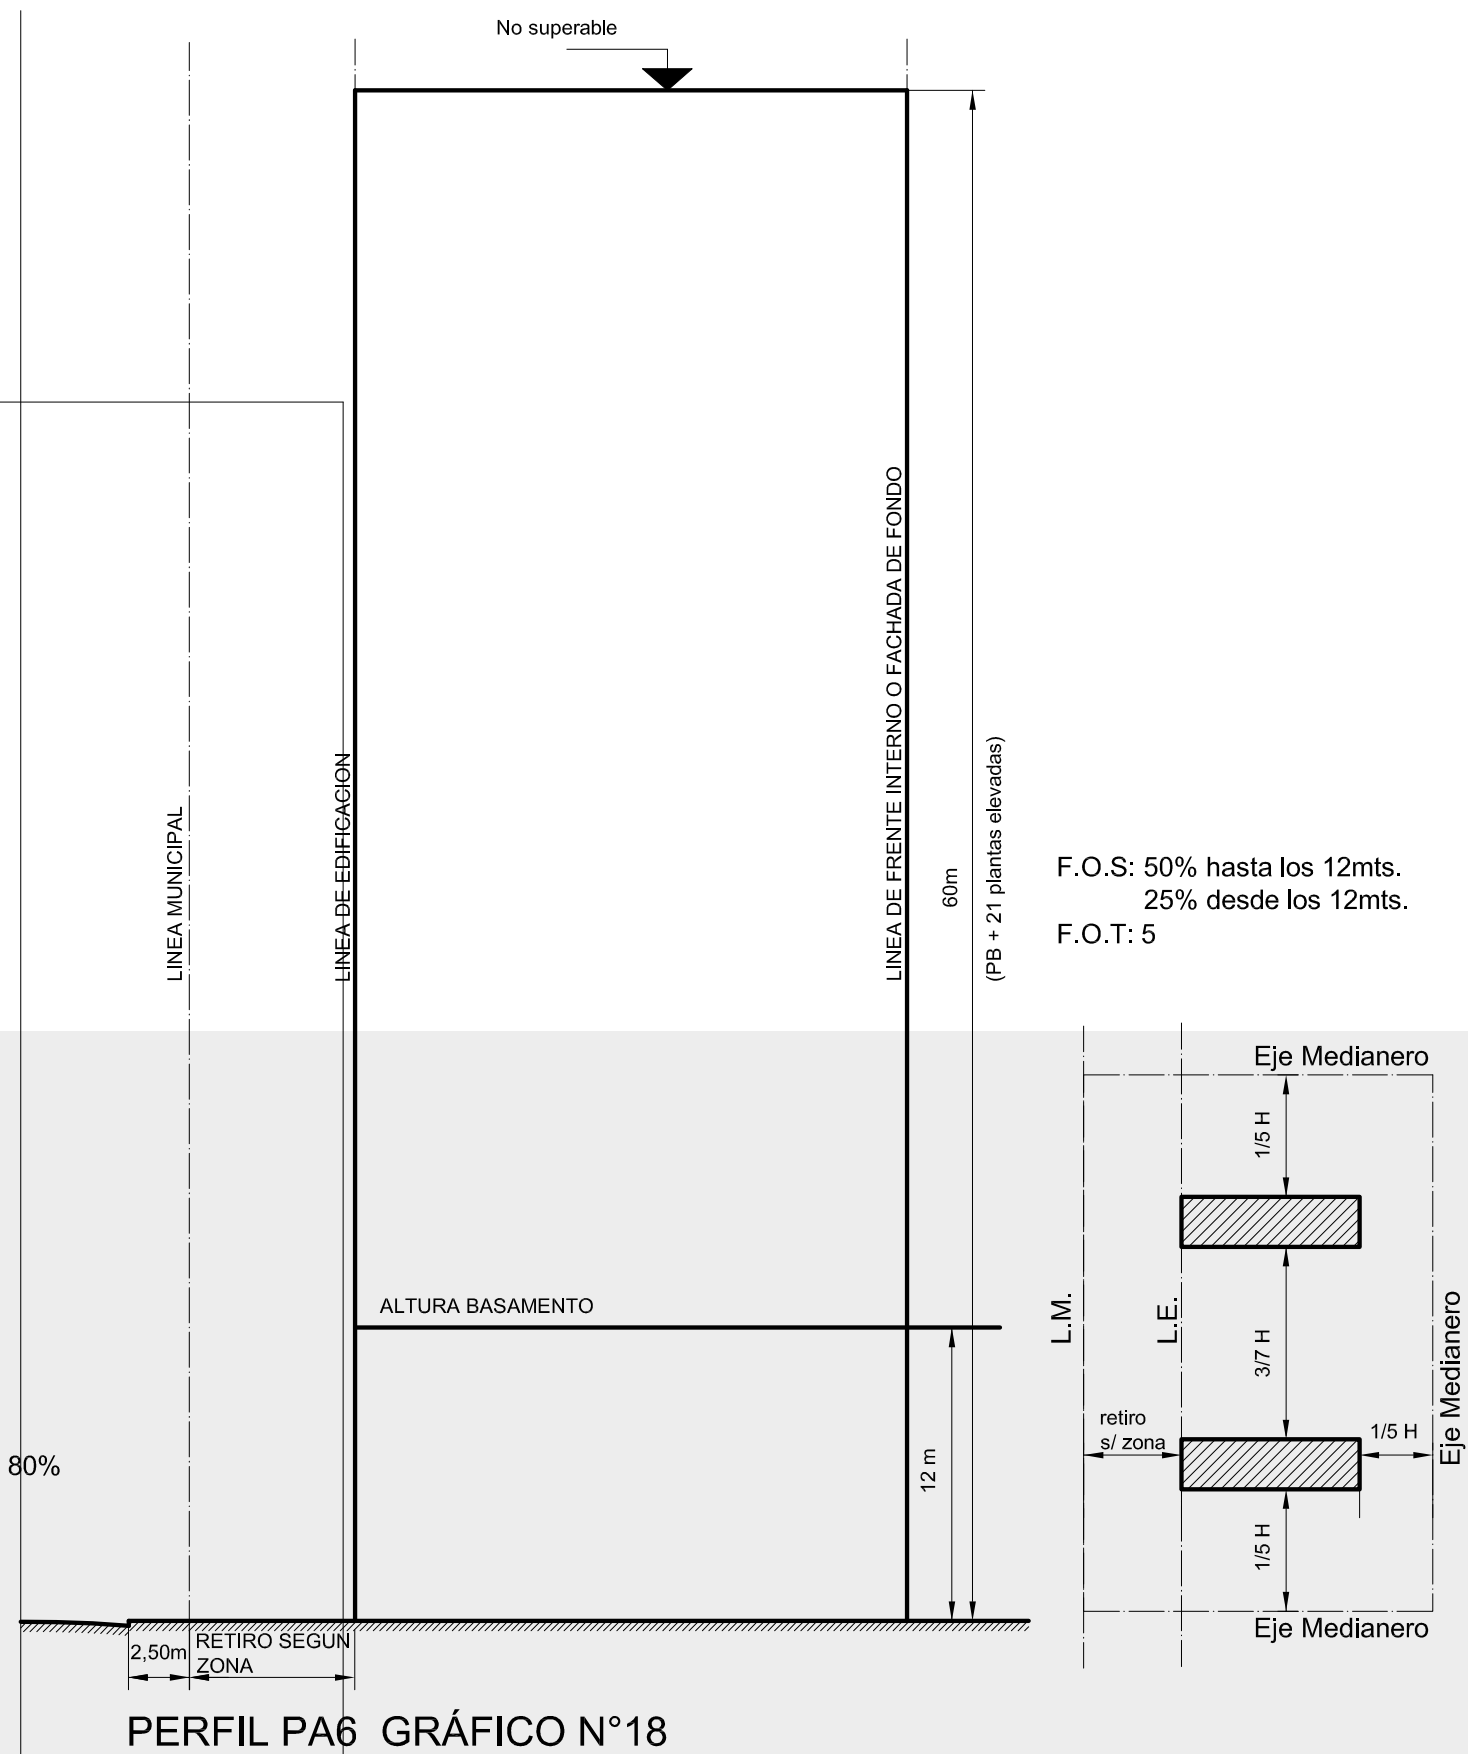 No superable
LINEA MUNICIPAL
LINEA DE EDIFICACION
LINEA DE FRENTE INTERNO O FACHADA DE FONDO
60m
(PB + 21 plantas elevadas)
F.O.S: 50% hasta los 12mts.
25% desde los 12mts.
F.O.T: 5
Eje Medianero
1/5 H
ALTURA BASAMENTO
L.M.
L.E.
3/7 H
Eje Medianero
retiro
s/ zona
1/5 H
80%
12 m
1/5 H
Eje Medianero
2,50m
RETIRO SEGUN
ZONA
PERFIL PA6 GRÁFICO N°18